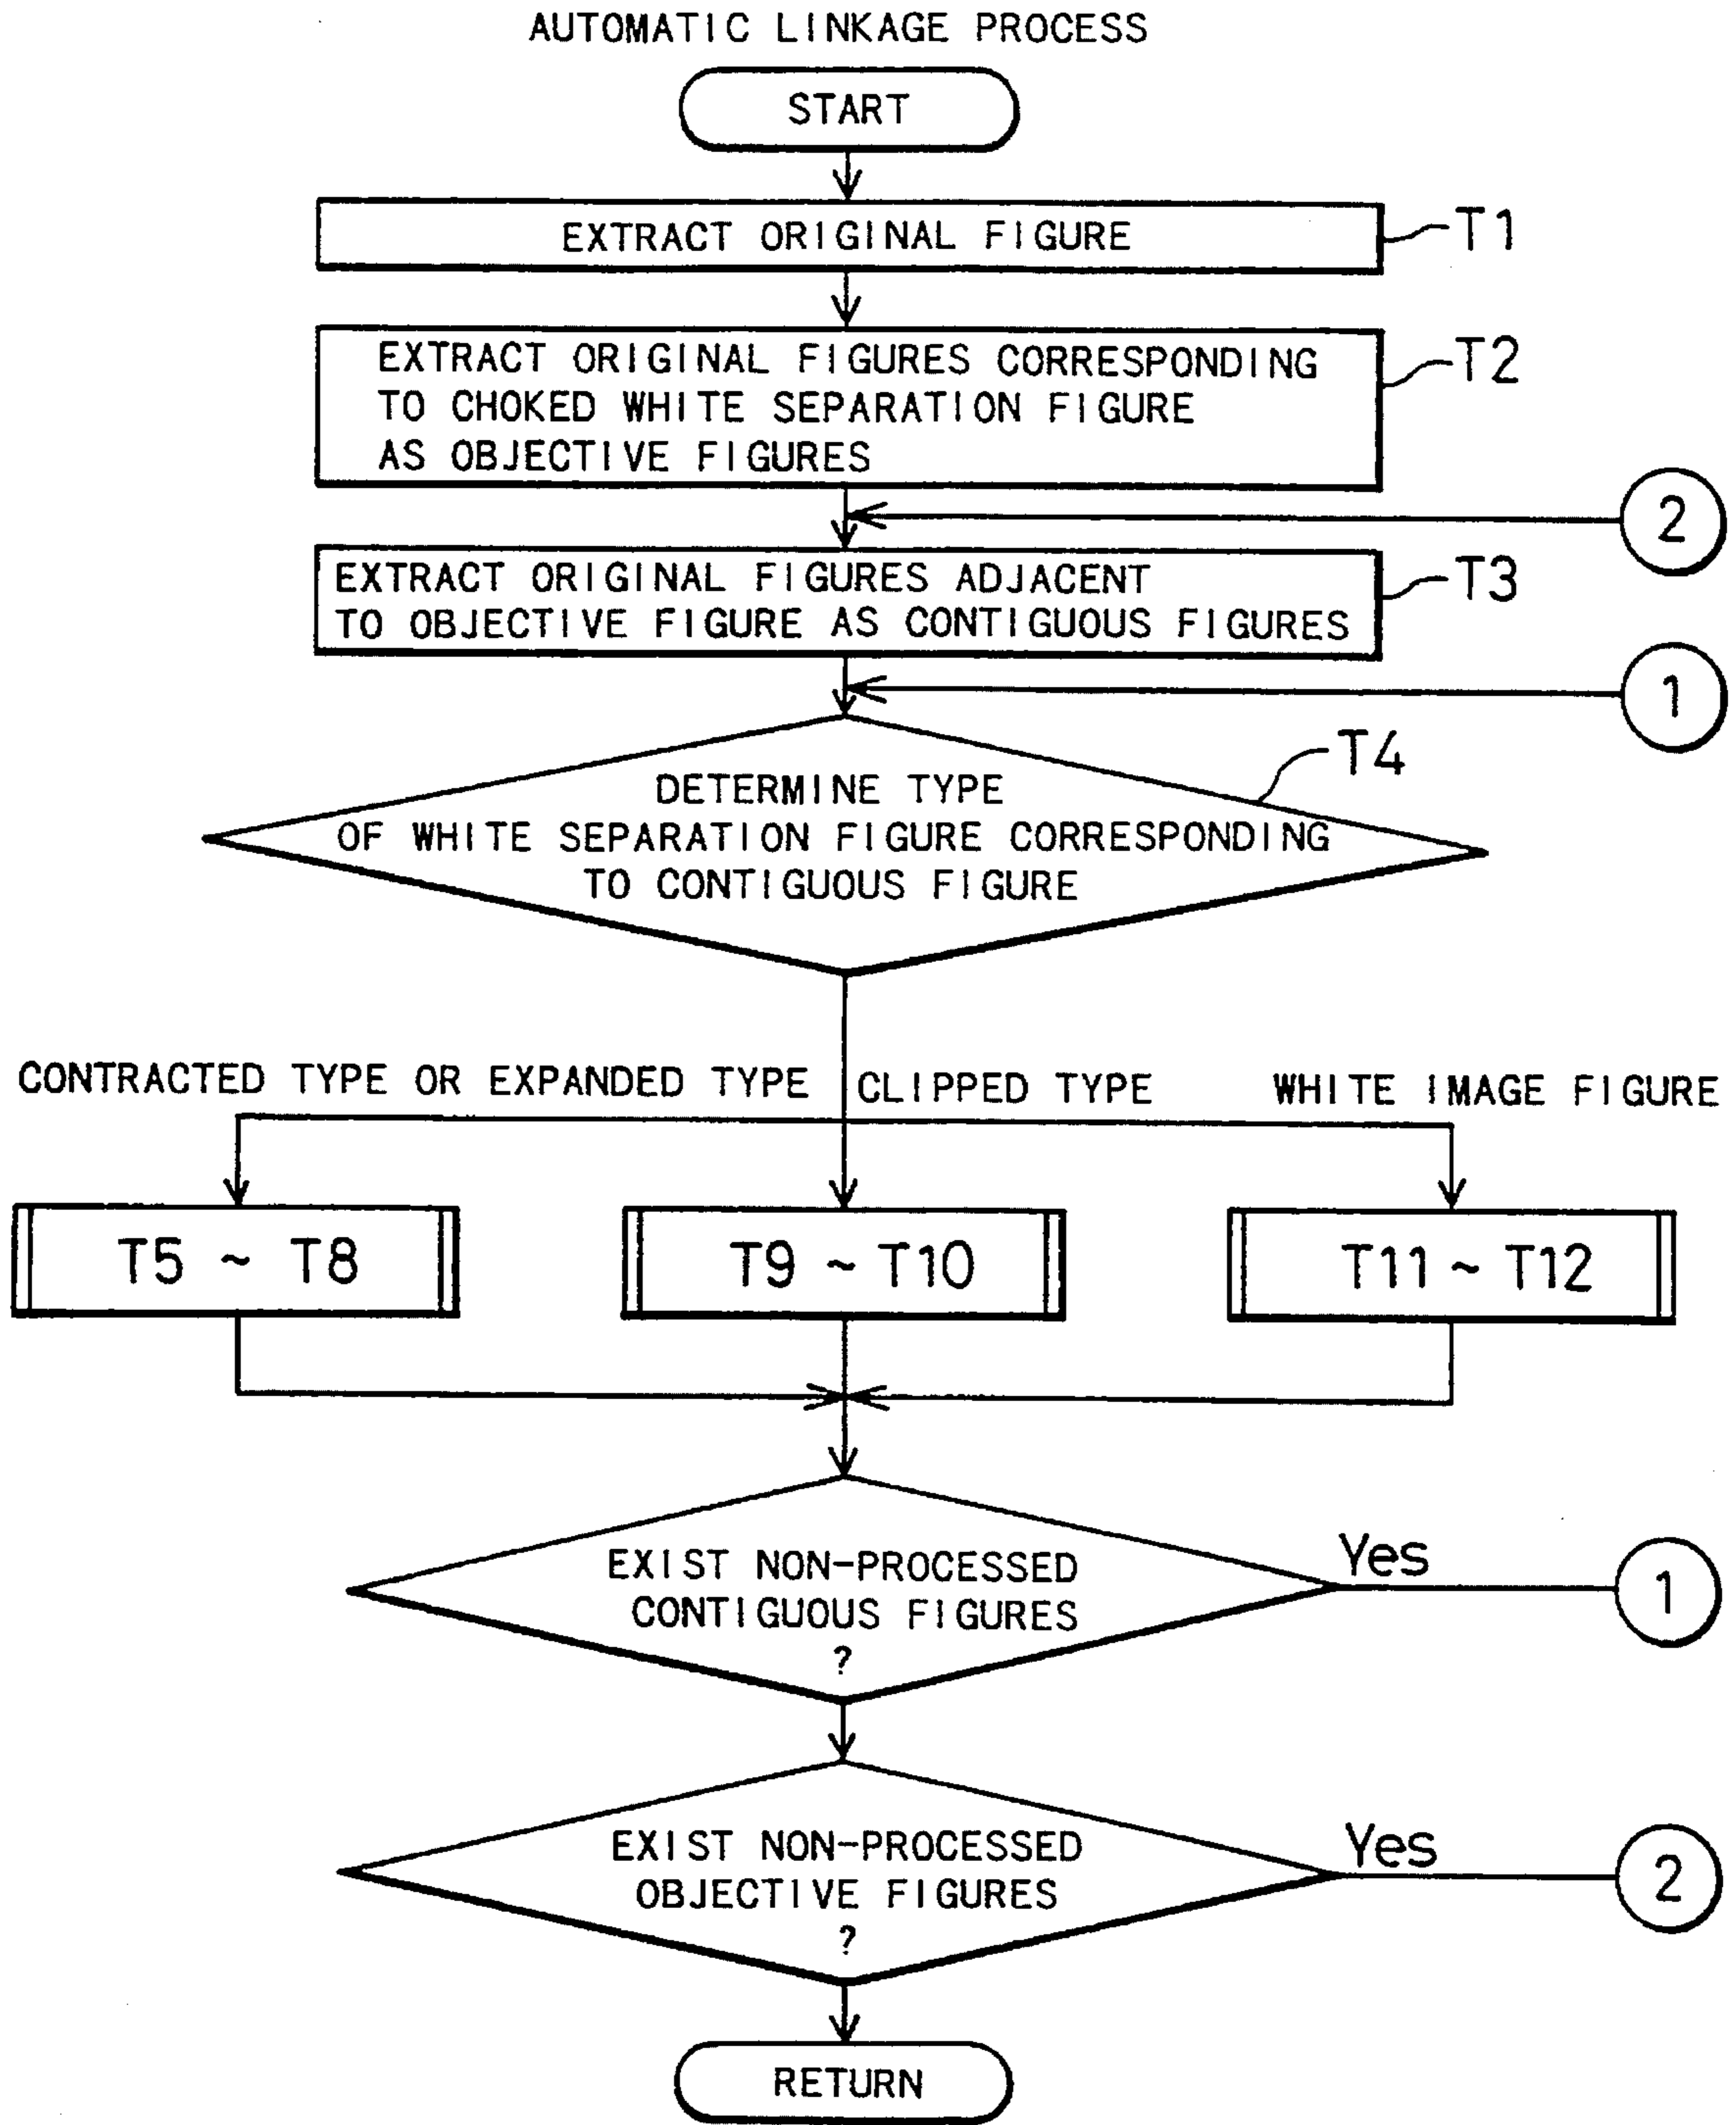 AUTOMATIC LINKAGE PROCESS
START
EXTRACT ORIGINAL FIGURE
T1
EXTRACT ORIGINAL FIGURES CORRESPONDING
TO CHOKED WHITE SEPARATION FIGURE
AS OBJECTIVE FIGURES
T2
2
EXTRACT ORIGINAL FIGURES ADJACENT
TO OBJECTIVE FIGURE AS CONTIGUOUS FIGURES
T3
1
T4
DETERMINE TYPE
OF WHITE SEPARATION FIGURE CORRESPONDING
TO CONTIGUOUS FIGURE
CONTRACTED TYPE OR EXPANDED TYPE
CLIPPED TYPE
WHITE IMAGE FIGURE
T5 ~ T8
T9 ~ T10
T11 ~ T12
EXIST NON-PROCESSED
CONTIGUOUS FIGURES
?
Yes
1
EXIST NON-PROCESSED
OBJECTIVE FIGURES
?
Yes
2
RETURN